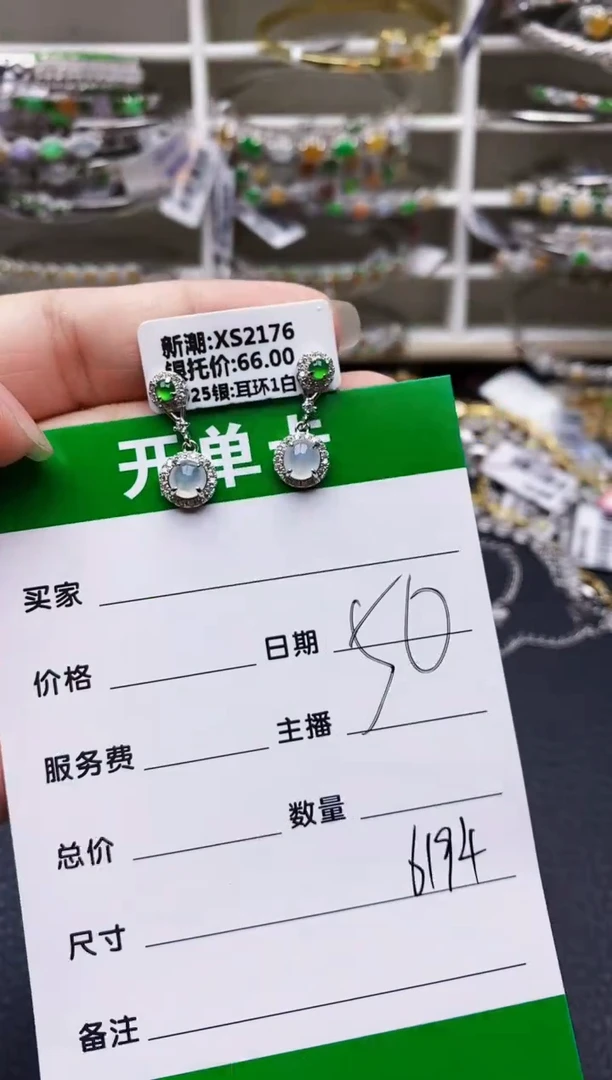 新潮:XS2176
银托价:66.00
25银:耳环1白
开单卡
买家
价格 日期
50
服务费 主播
总价 数量
6194
尺寸
备注